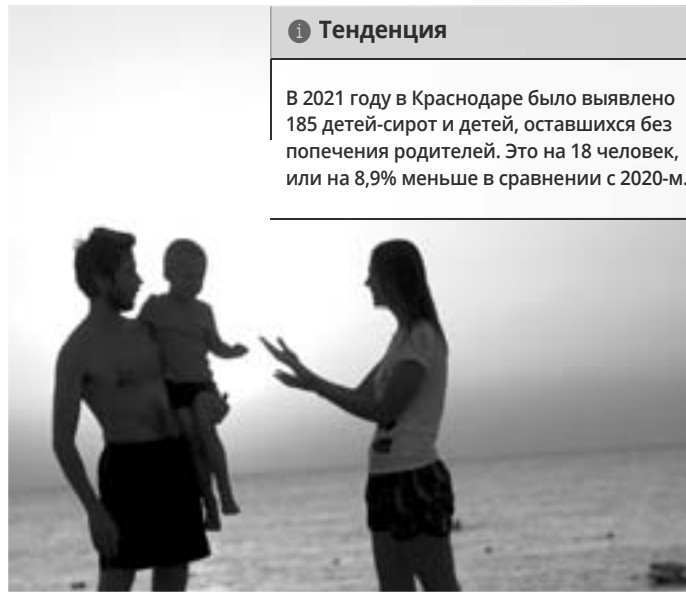 Тенденция
В 2021 году в Краснодаре было выявлено
185 детей-сирот и детей, оставшихся без
попечения родителей. Это на 18 человек,
или на 8,9% меньше в сравнении с 2020-м.